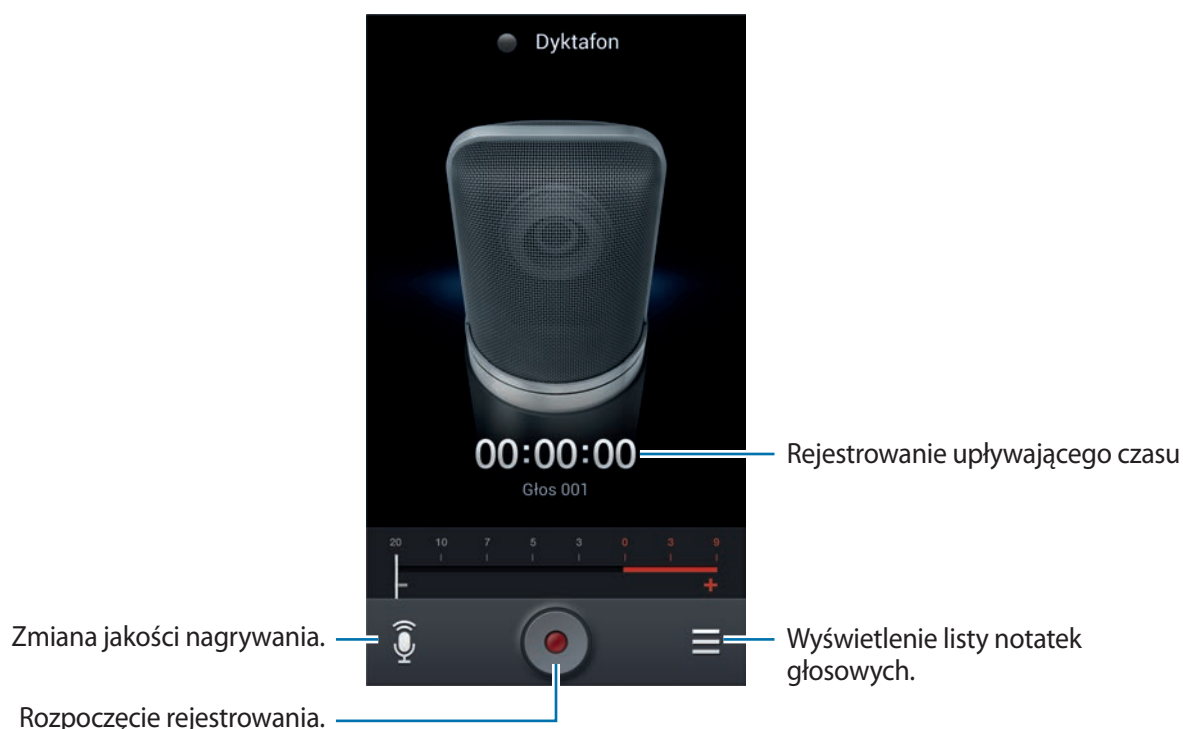 Dyktafon
00:00:00
Rejestrowanie upływającego czasu
Głos 001
20 10 7 5 3 0 3 9
- +
Zmiana jakości nagrywania.
Wyświetlenie listy notatek
głosowych.
Rozpoczęcie rejestrowania.